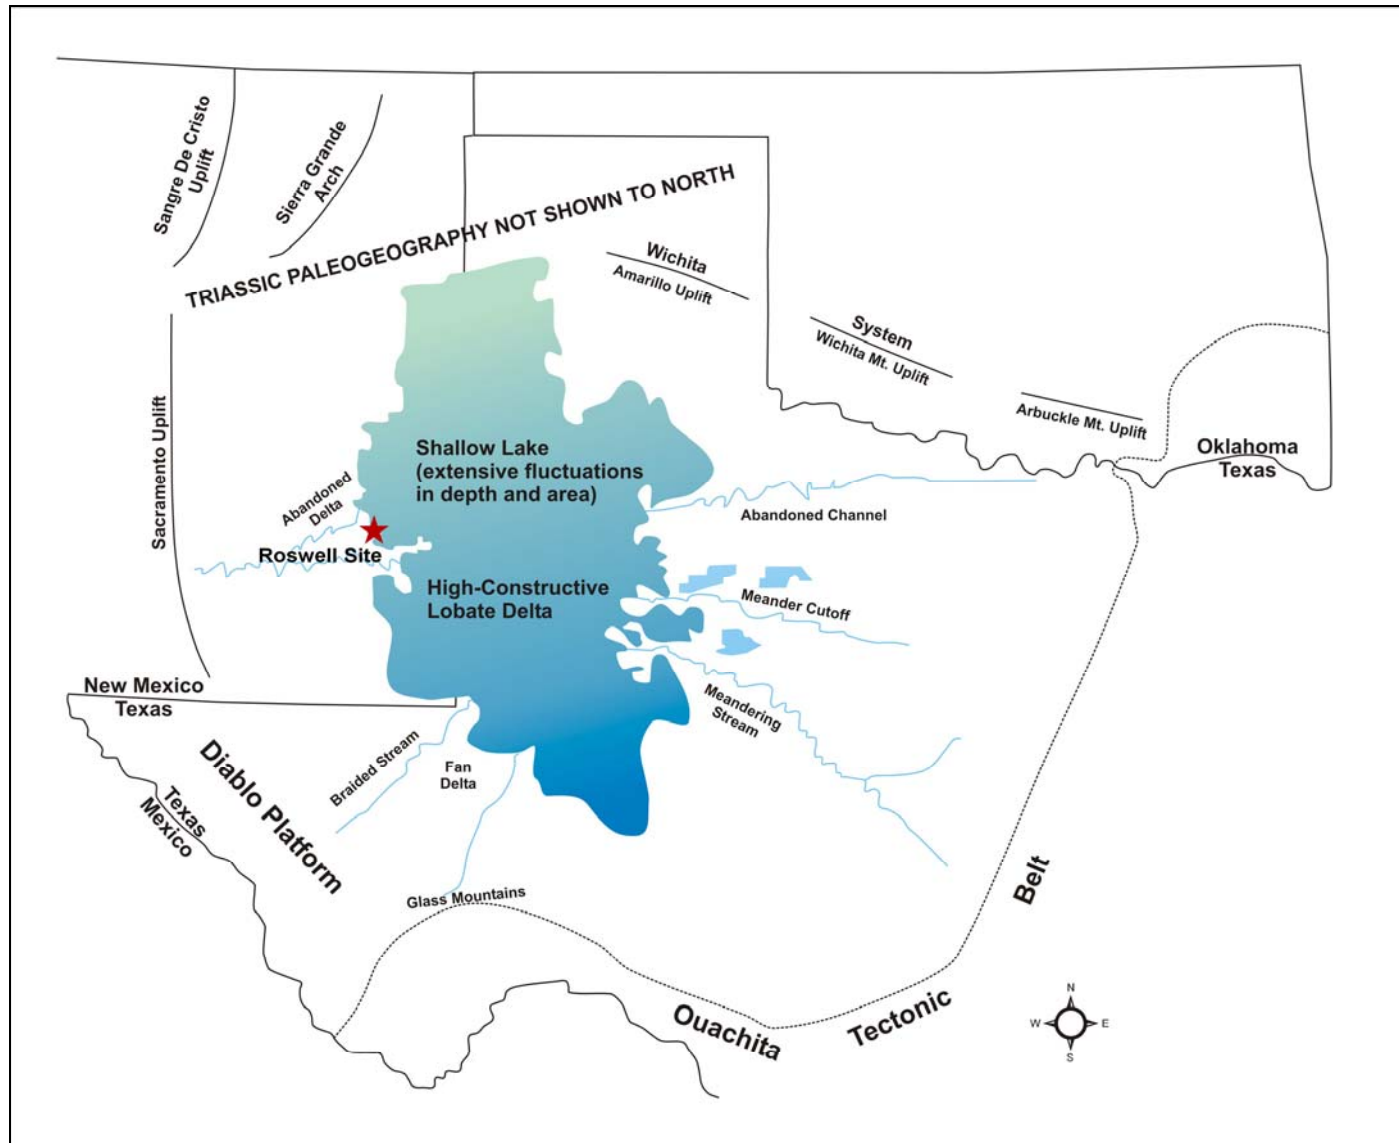 Sangre De Cristo
Uplift
Sierra Grande
Arch
TRIASSIC PALEOGEOGRAPHY NOT SHOWN TO NORTH
Wichita
Amarillo Uplift
System
Wichita Mt. Uplift
Arbuckle Mt. Uplift
Oklahoma
Texas
Sacramento Uplift
Shallow Lake
(extensive fluctuations
in depth and area)
Abandoned
Delta
Roswell Site
Abandoned Channel
High-Constructive
Lobate Delta
Meander Cutoff
New Mexico
Texas
Meandering
Stream
Braided Stream
Fan
Delta
Diablo Platform
Texas
Mexico
Glass Mountains
Ouachita
Tectonic
Belt
N
W
E
S